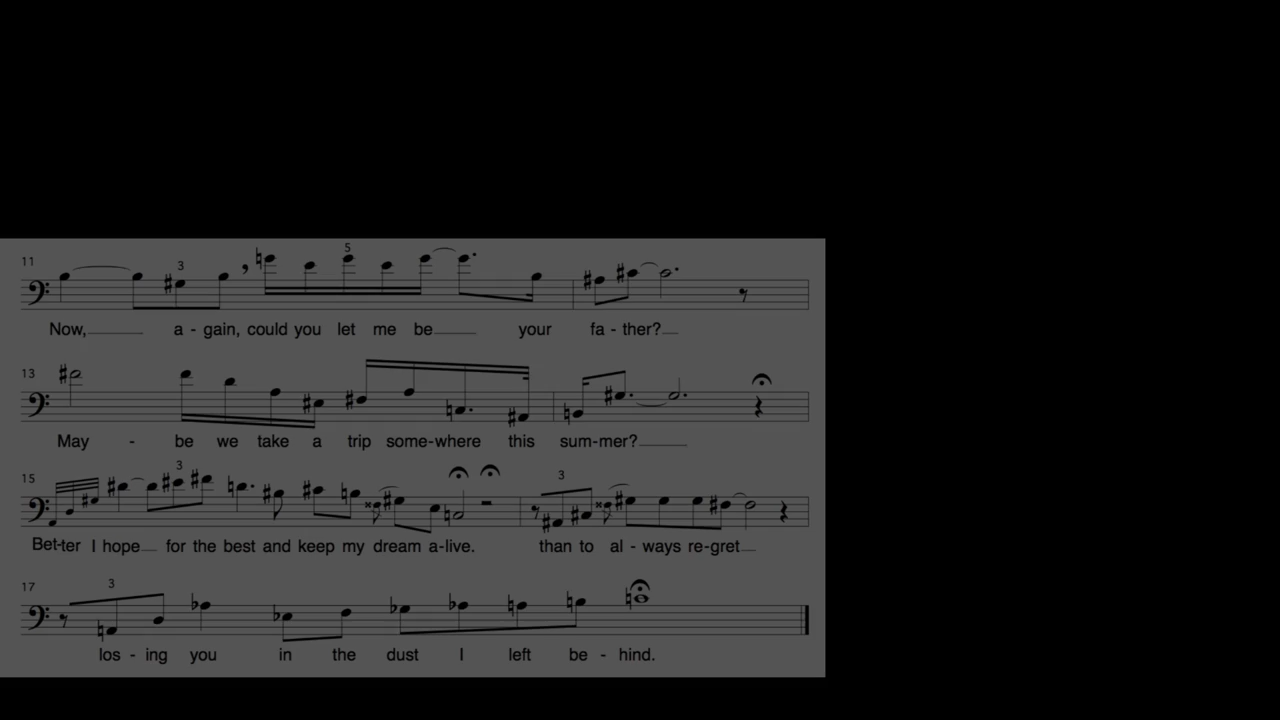 11 3 5
Now, a - gain, could you let me be your fa - ther?
13
May - be we take a trip some-where this sum-mer?
15 3 3
Bet-ter I hope for the best and keep my dream a-live. than to al - ways re-gret
17 3
los - ing you in the dust I left be - hind.